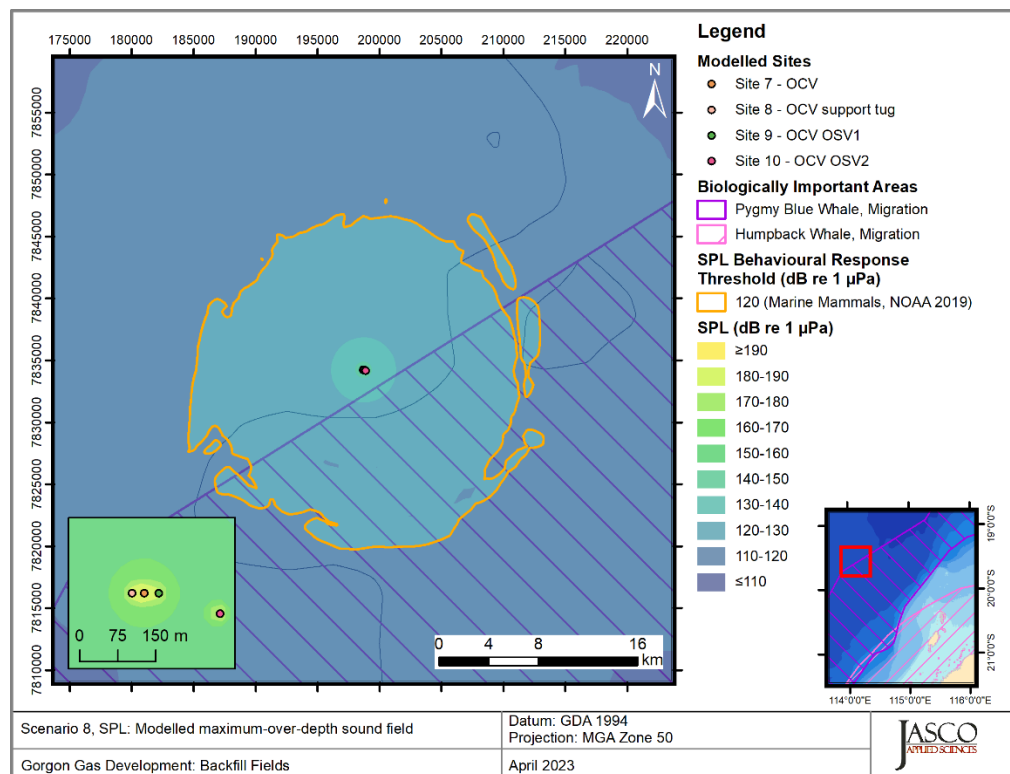 175000 180000 185000 190000 195000 200000 205000 210000 215000 220000
7855000
7850000
7845000
7840000
7835000
7830000
7825000
7820000
7815000
7810000
N
0 75 150 m
0 4 8 16
km
Legend
Modelled Sites
Site 7 - OCV
Site 8 - OCV support tug
Site 9 - OCV OSV1
Site 10 - OCV OSV2
Biologically Important Areas
Pygmy Blue Whale, Migration
Humpback Whale, Migration
SPL Behavioural Response
Threshold (dB re 1 µPa)
120 (Marine Mammals, NOAA 2019)
SPL (dB re 1 µPa)
≥190
180-190
170-180
160-170
150-160
140-150
130-140
120-130
110-120
≤110
19°0'0"S
20°0'0"S
21°0'0"S
114°0'0"E 115°0'0"E 116°0'0"E
Scenario 8, SPL: Modelled maximum-over-depth sound field
Datum: GDA 1994
Projection: MGA Zone 50
Gorgon Gas Development: Backfill Fields
April 2023
JASCO
APPLIED SCIENCES